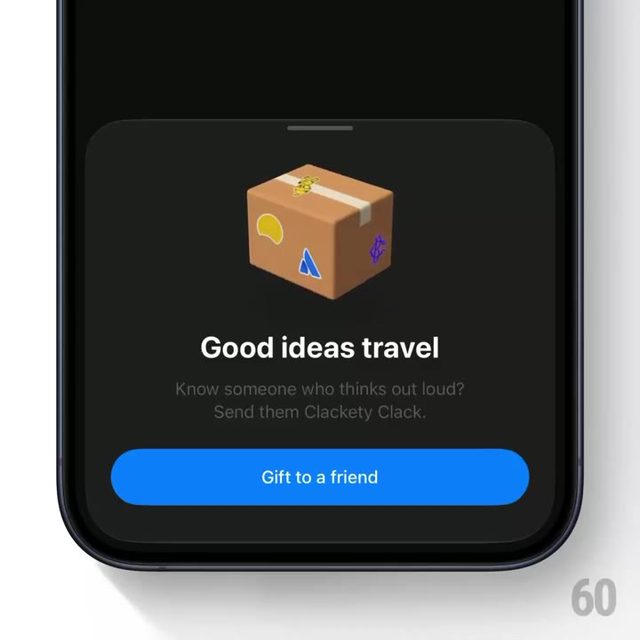 Good ideas travel
Know someone who thinks out loud?
Send them Clackety Clack.
Gift to a friend
60